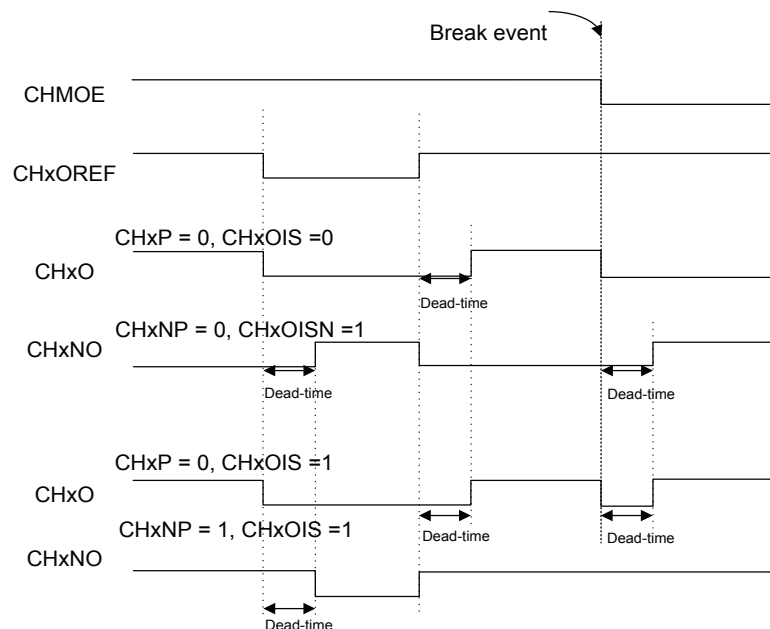 Break event
CHMOE
CHxOREF
CHxP = 0, CHxOIS =0
CHxO
Dead-time
CHxNP = 0, CHxOISN =1
CHxNO
Dead-time
Dead-time
CHxP = 0, CHxOIS =1
CHxO
Dead-time
Dead-time
CHxNP = 1, CHxOIS =1
CHxNO
Dead-time